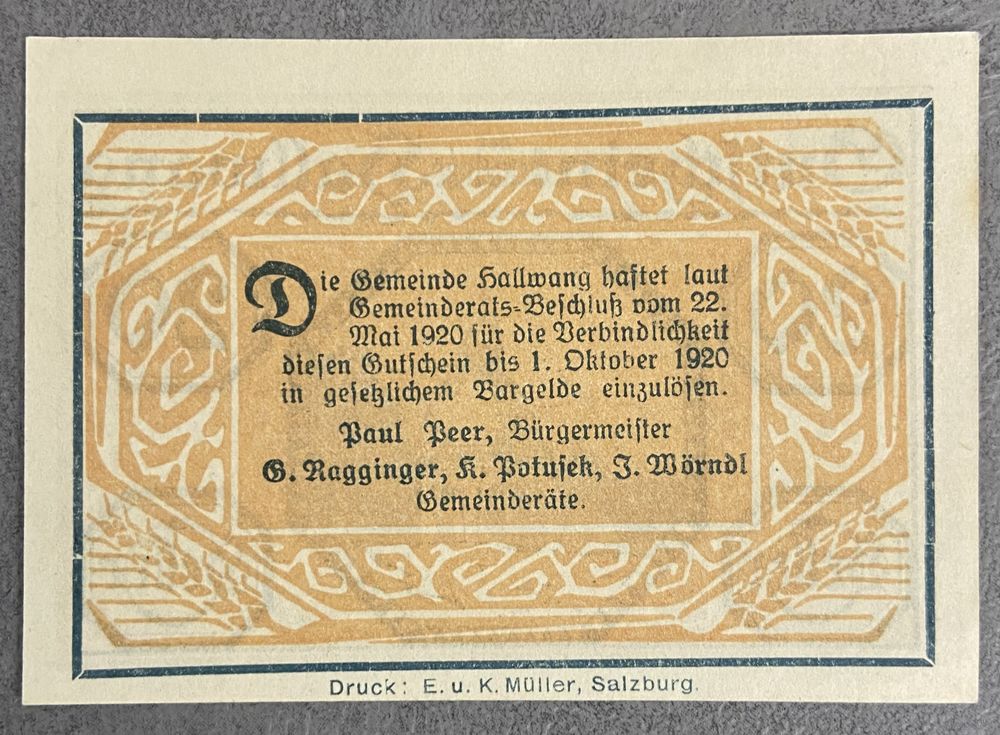 Die Gemeinde Hallwang haftet laut
Gemeinderats-Beschluß vom 22.
Mai 1920 für die Verbindlichkeit
diesen Gutschein bis 1. Oktober 1920
in gesetzlichem Bargelde einzulösen.
Paul Peer, Bürgermeister
G. Ragginger, K. Potusek, J. Wörndl
Gemeinderäte.
Druck: E. u. K. Müller, Salzburg.